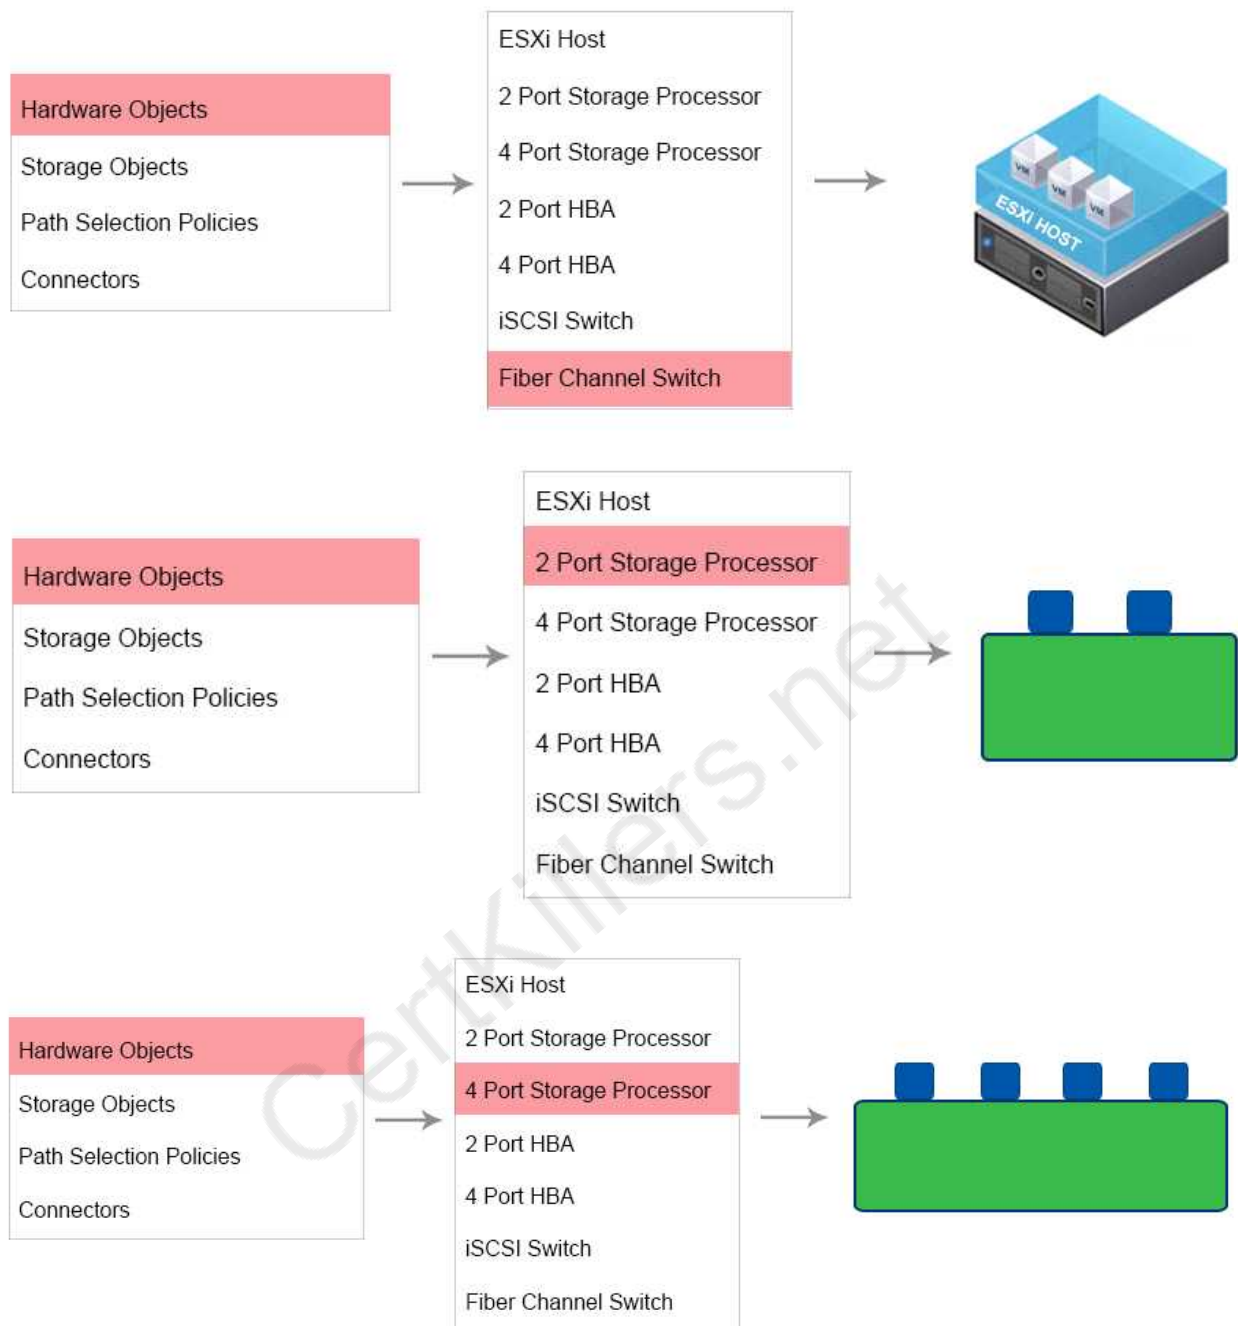 ESXi Host
2 Port Storage Processor
4 Port Storage Processor
2 Port HBA
4 Port HBA
iSCSI Switch
Fiber Channel Switch
Hardware Objects
Storage Objects
Path Selection Policies
Connectors
VM
VM
VM
ESXi HOST
ESXi Host
2 Port Storage Processor
4 Port Storage Processor
2 Port HBA
4 Port HBA
iSCSI Switch
Fiber Channel Switch
Hardware Objects
Storage Objects
Path Selection Policies
Connectors
CertKillers.net
ESXi Host
2 Port Storage Processor
4 Port Storage Processor
2 Port HBA
4 Port HBA
iSCSI Switch
Fiber Channel Switch
Hardware Objects
Storage Objects
Path Selection Policies
Connectors